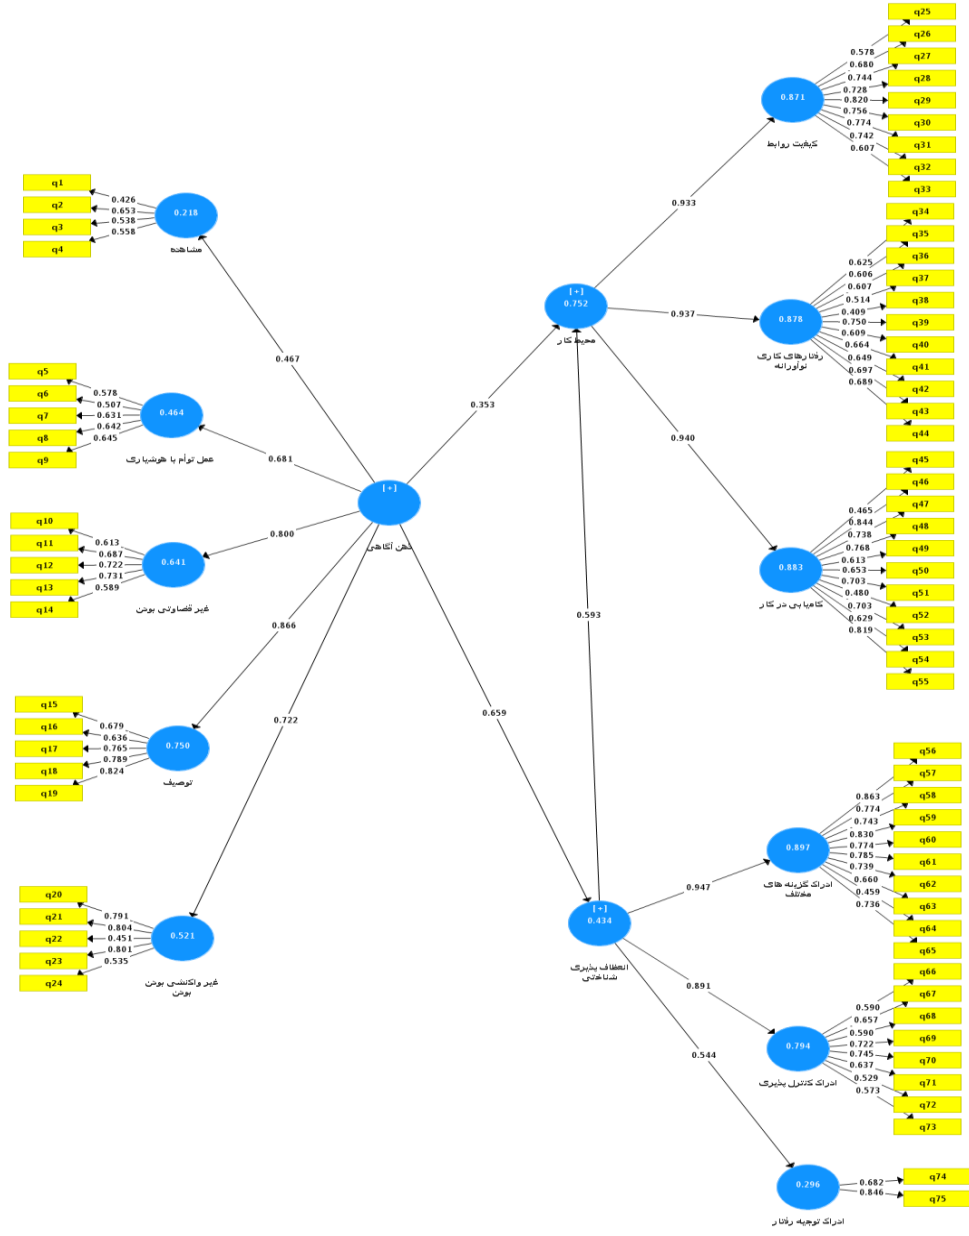 q25
q26
q27
q28
q29
q30
q31
q32
q33
0.578
0.680
0.744
0.728
0.820
0.756
0.774
0.742
0.607
0.871
کیفیت روابط
0.933
q1
q2
q3
q4
0.426
0.653
0.538
0.558
0.218
مشاهده
0.467
q34
q35
q36
q37
q38
q39
q40
q41
q42
q43
q44
0.625
0.606
0.607
0.514
0.409
0.750
0.609
0.664
0.649
0.697
0.689
0.878
رفتارهای کاری
نوآورانه
0.937
[+]
0.752
محیط کار
0.353
q5
q6
q7
q8
q9
0.578
0.507
0.631
0.642
0.645
0.464
عمل توأم با هوشیاری
0.681
[+]
ذهن آگاهی
q45
q46
q47
q48
q49
q50
q51
q52
q53
q54
q55
0.465
0.844
0.738
0.768
0.613
0.653
0.703
0.480
0.703
0.629
0.819
0.883
کامیابی در کار
0.940
q10
q11
q12
q13
q14
0.613
0.687
0.722
0.731
0.589
0.641
غیر قضاوتی بودن
0.800
0.593
q15
q16
q17
q18
q19
0.679
0.636
0.765
0.789
0.824
0.750
توصیف
0.866
0.722
0.659
q20
q21
q22
q23
q24
0.791
0.804
0.451
0.801
0.535
0.521
غیر واکنشی بودن
بودن
q56
q57
q58
q59
q60
q61
q62
q63
q64
q65
0.863
0.774
0.743
0.830
0.774
0.785
0.739
0.660
0.459
0.736
0.897
ادراک گزینه های
مختلف
0.947
[+]
0.434
انعطاف پذیری
شناختی
0.891
0.544
q66
q67
q68
q69
q70
q71
q72
q73
0.590
0.657
0.590
0.722
0.745
0.637
0.529
0.573
0.794
ادراک کنترل پذیری
q74
q75
0.682
0.846
0.296
ادراک توجیه رفتار